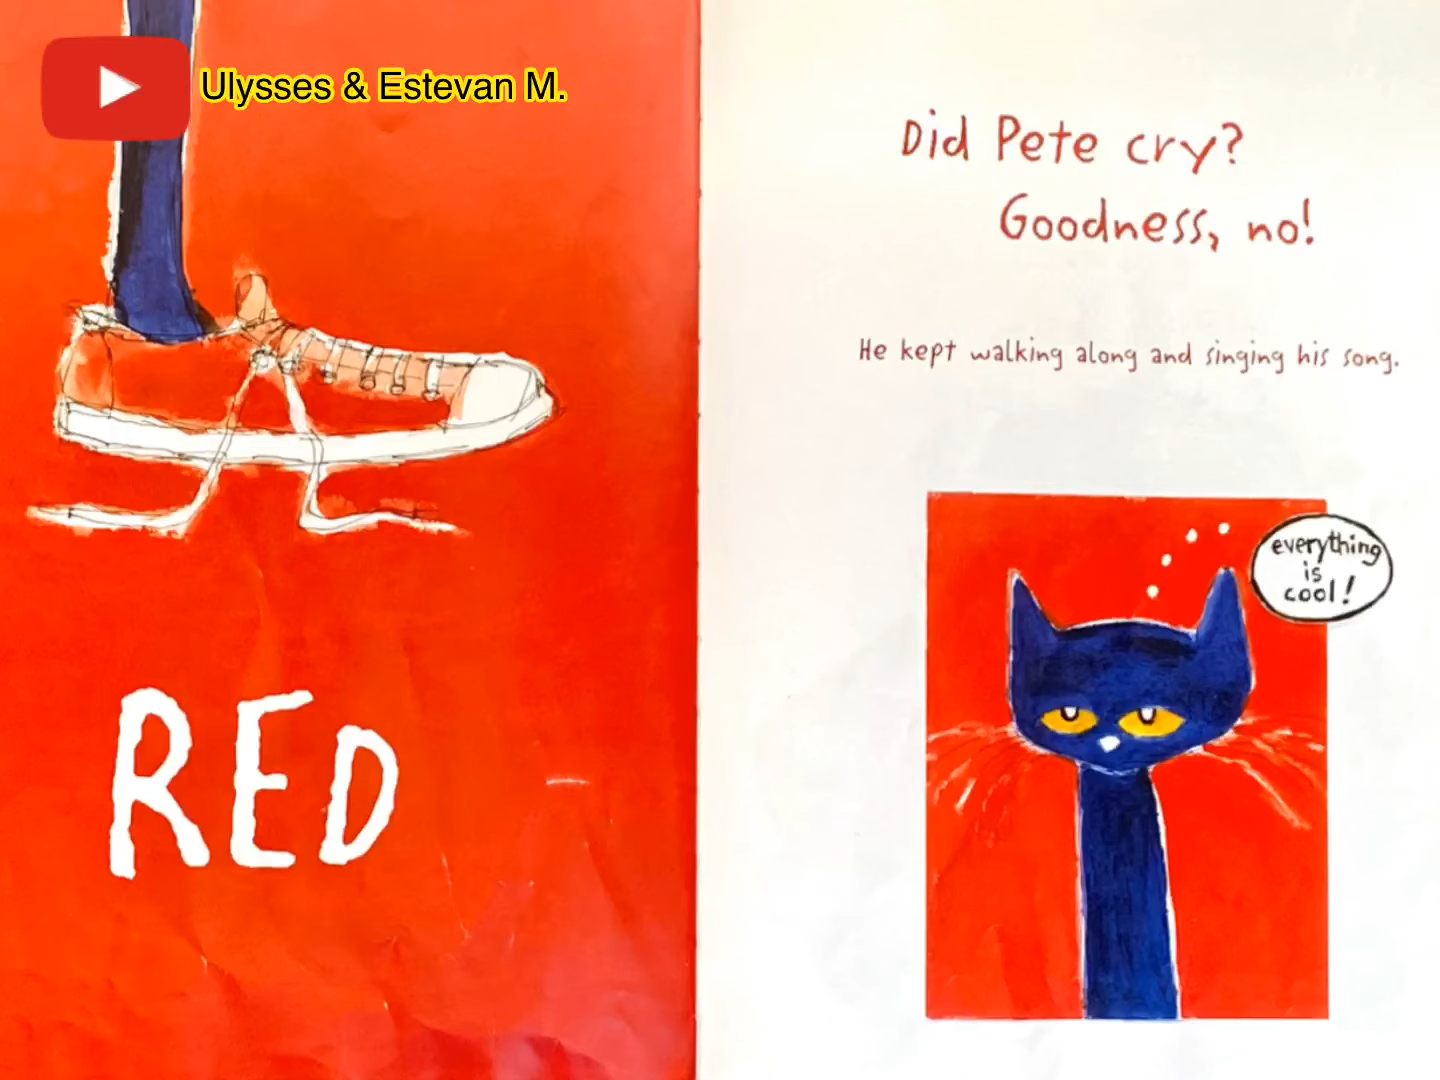 Ulysses & Estevan M.
RED
Did Pete cry?
Goodness, no!
He kept walking along and singing his song.
everything
is
cool!